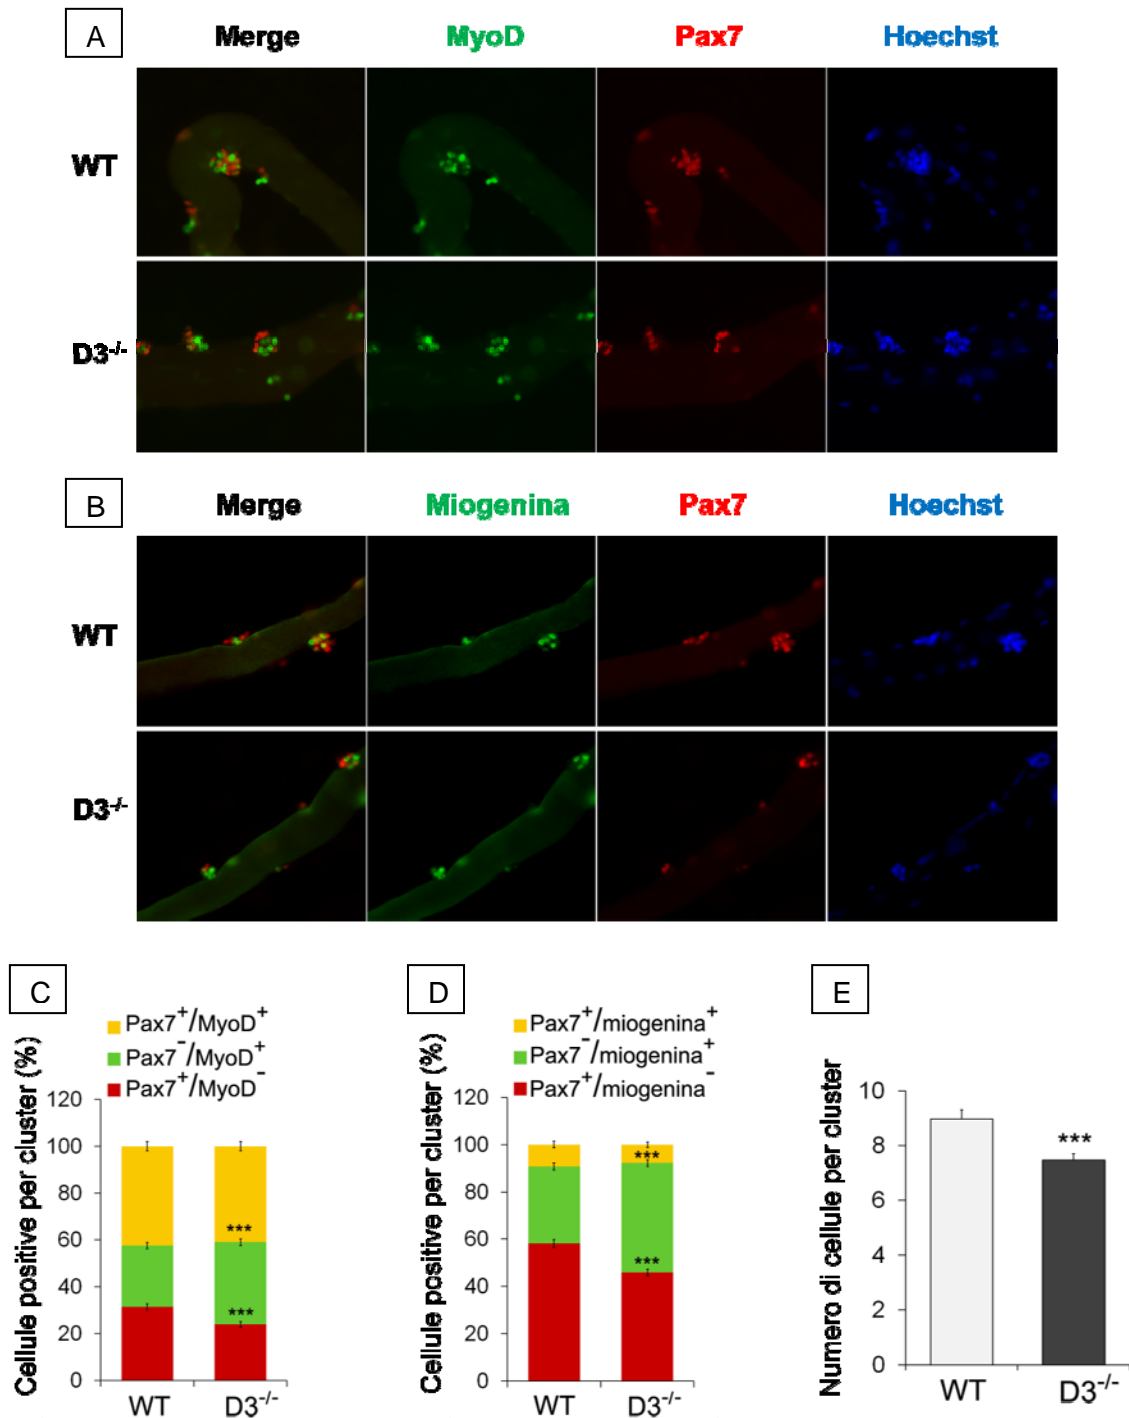 A
Merge MyoD Pax7 Hoechst
WT
D3-/-
B
Merge Miogenina Pax7 Hoechst
WT
D3-/-
C
Pax7+/MyoD+
Pax7-/MyoD+
Pax7+/MyoD-
Cellule positive per cluster (%)
120
100
80
60
40
20
0
***
***
WT D3-/-
D
Pax7+/miogenina+
Pax7-/miogenina+
Pax7+/miogenina-
Cellule positive per cluster (%)
120
100
80
60
40
20
0
***
***
WT D3-/-
E
Numero di cellule per cluster
10
8
6
4
2
0
***
WT D3-/-